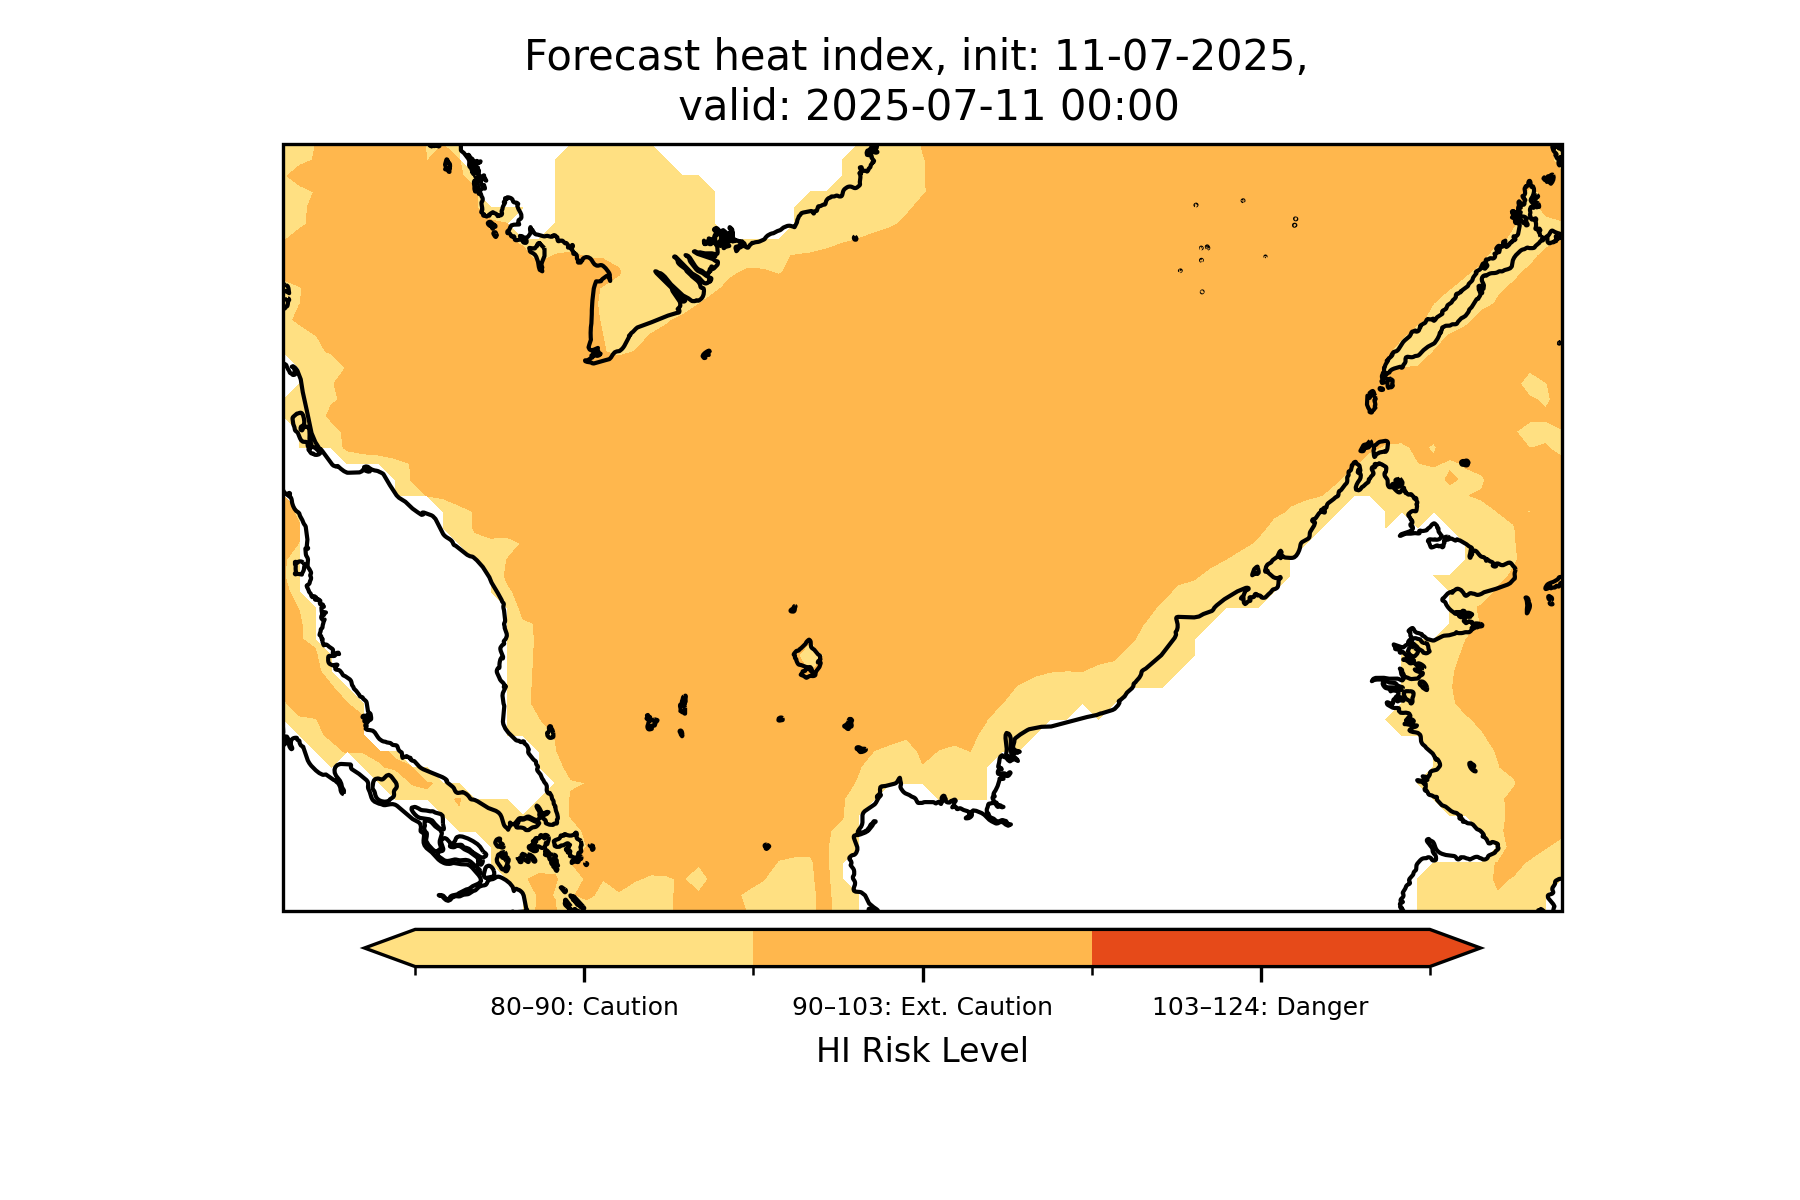 Forecast heat index, init: 11-07-2025,
valid: 2025-07-11 00:00
80–90: Caution
90–103: Ext. Caution
103–124: Danger
HI Risk Level